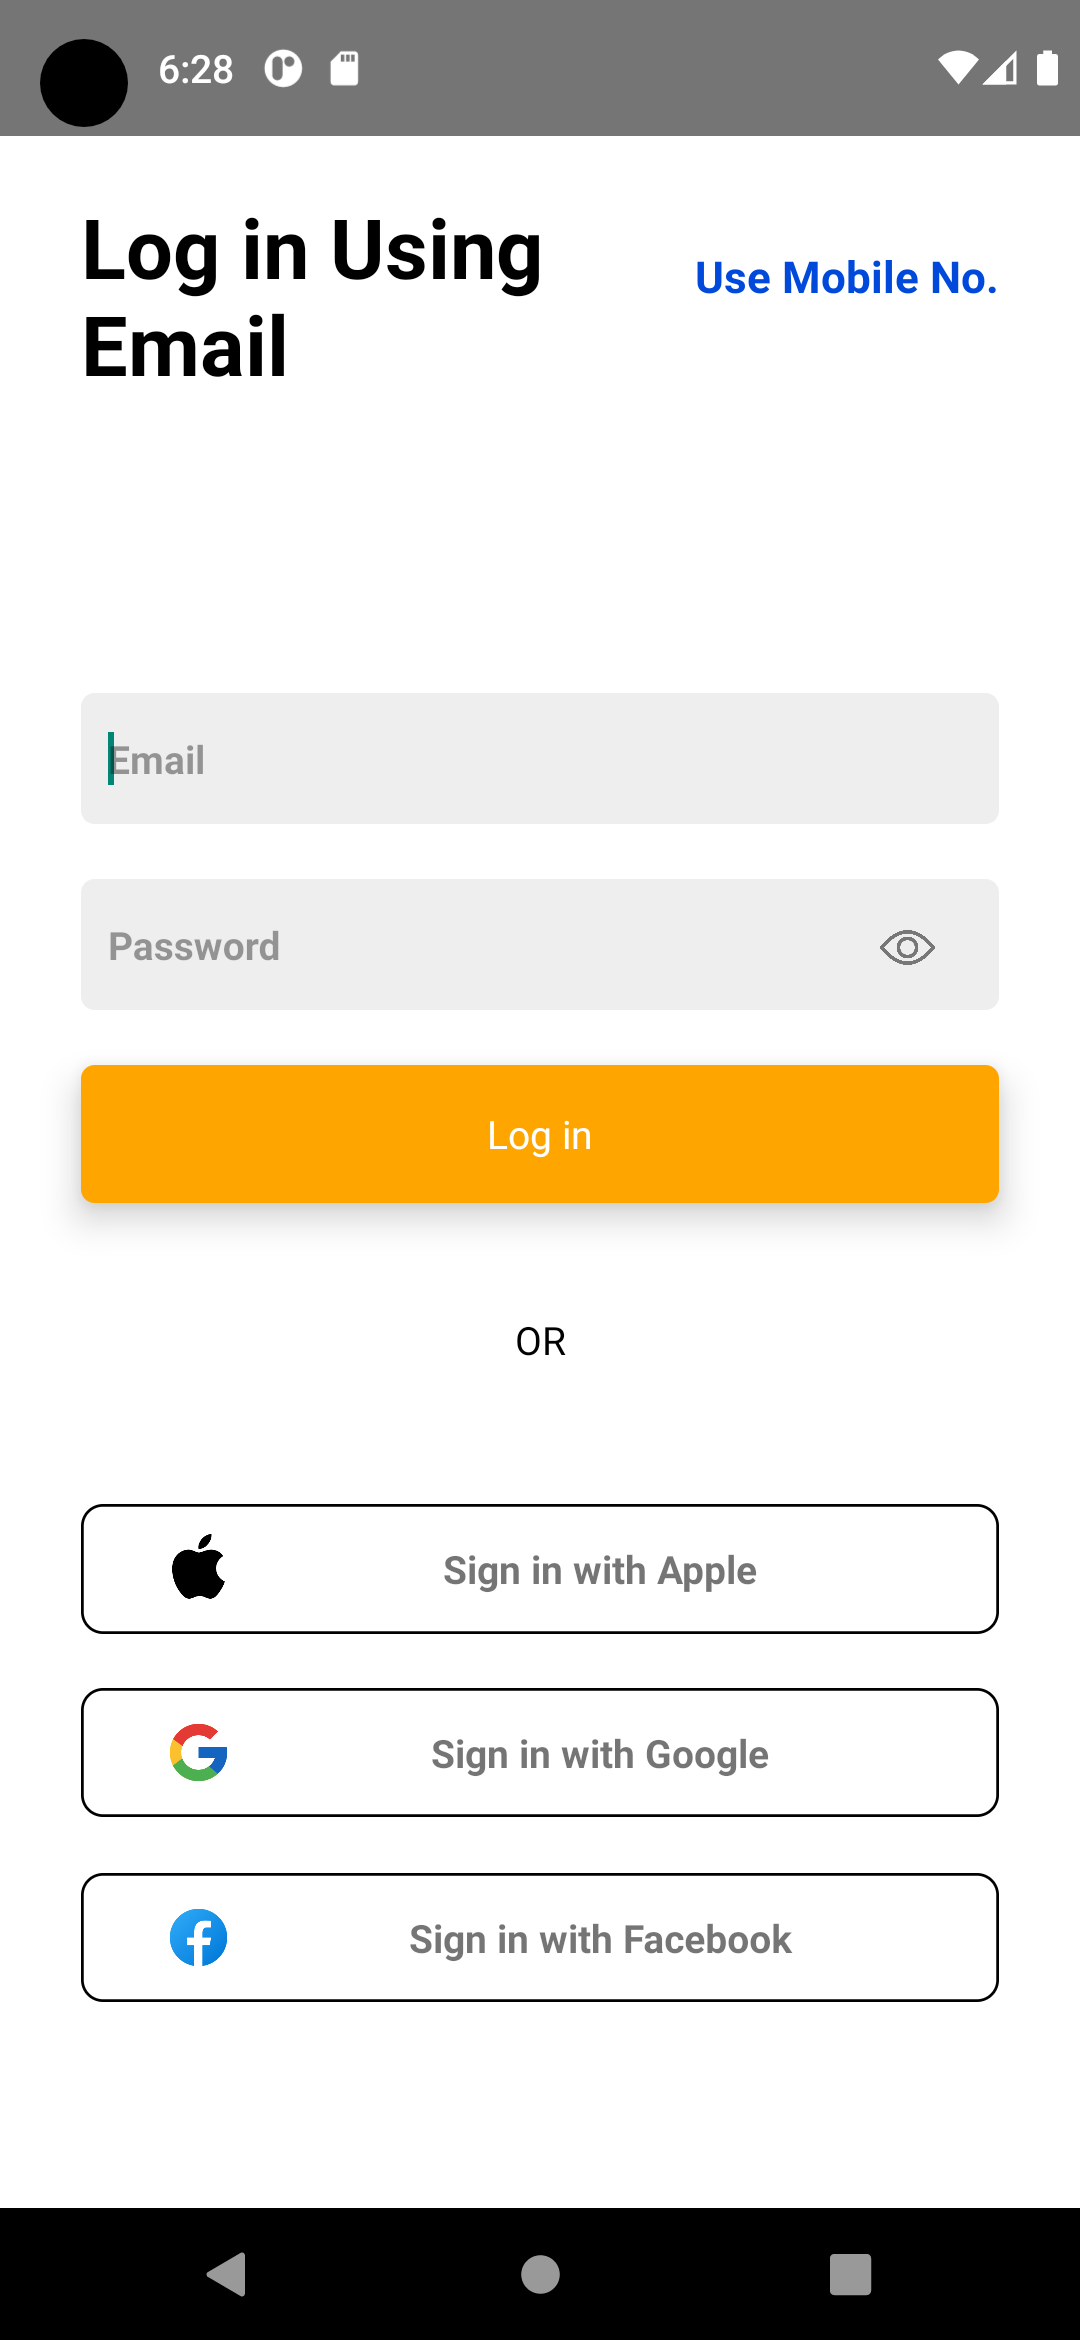 6:28
Log in Using
Email
Use Mobile No.
Email
Password
Log in
OR
Sign in with Apple
Sign in with Google
Sign in with Facebook